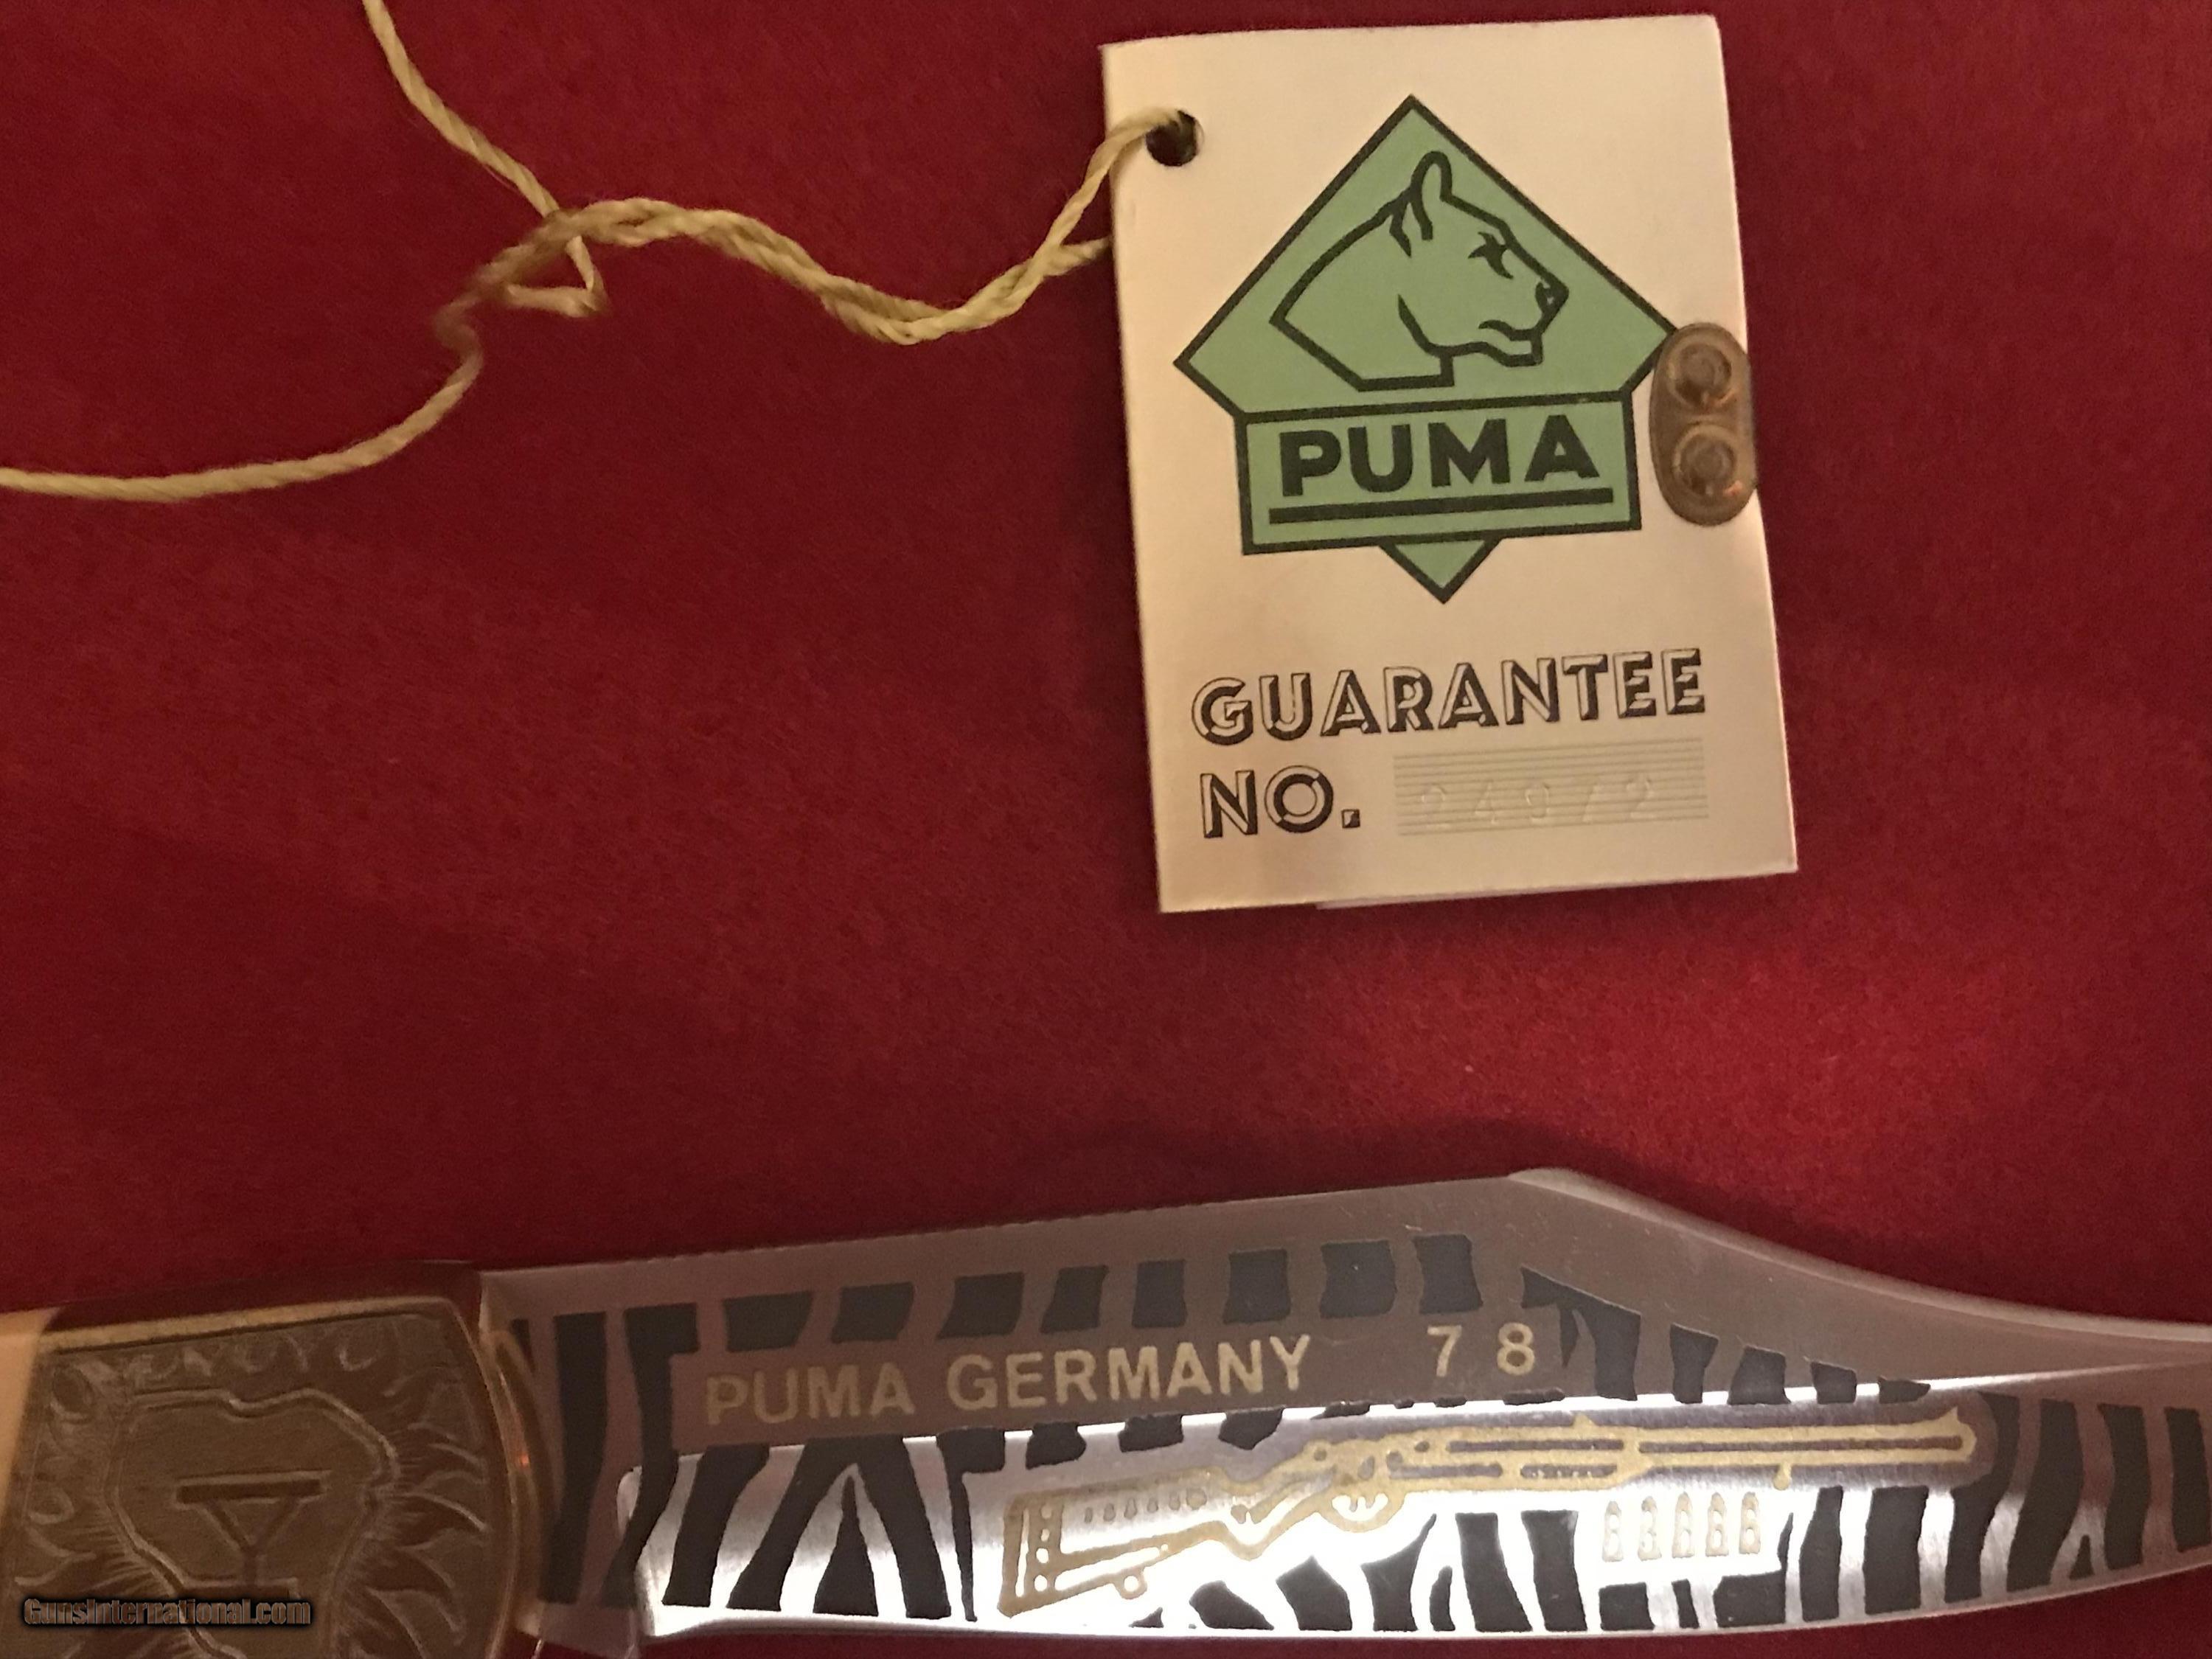 PUMA
GUARANTEE
NO.
PUMA GERMANY 78
GunsInternational.com